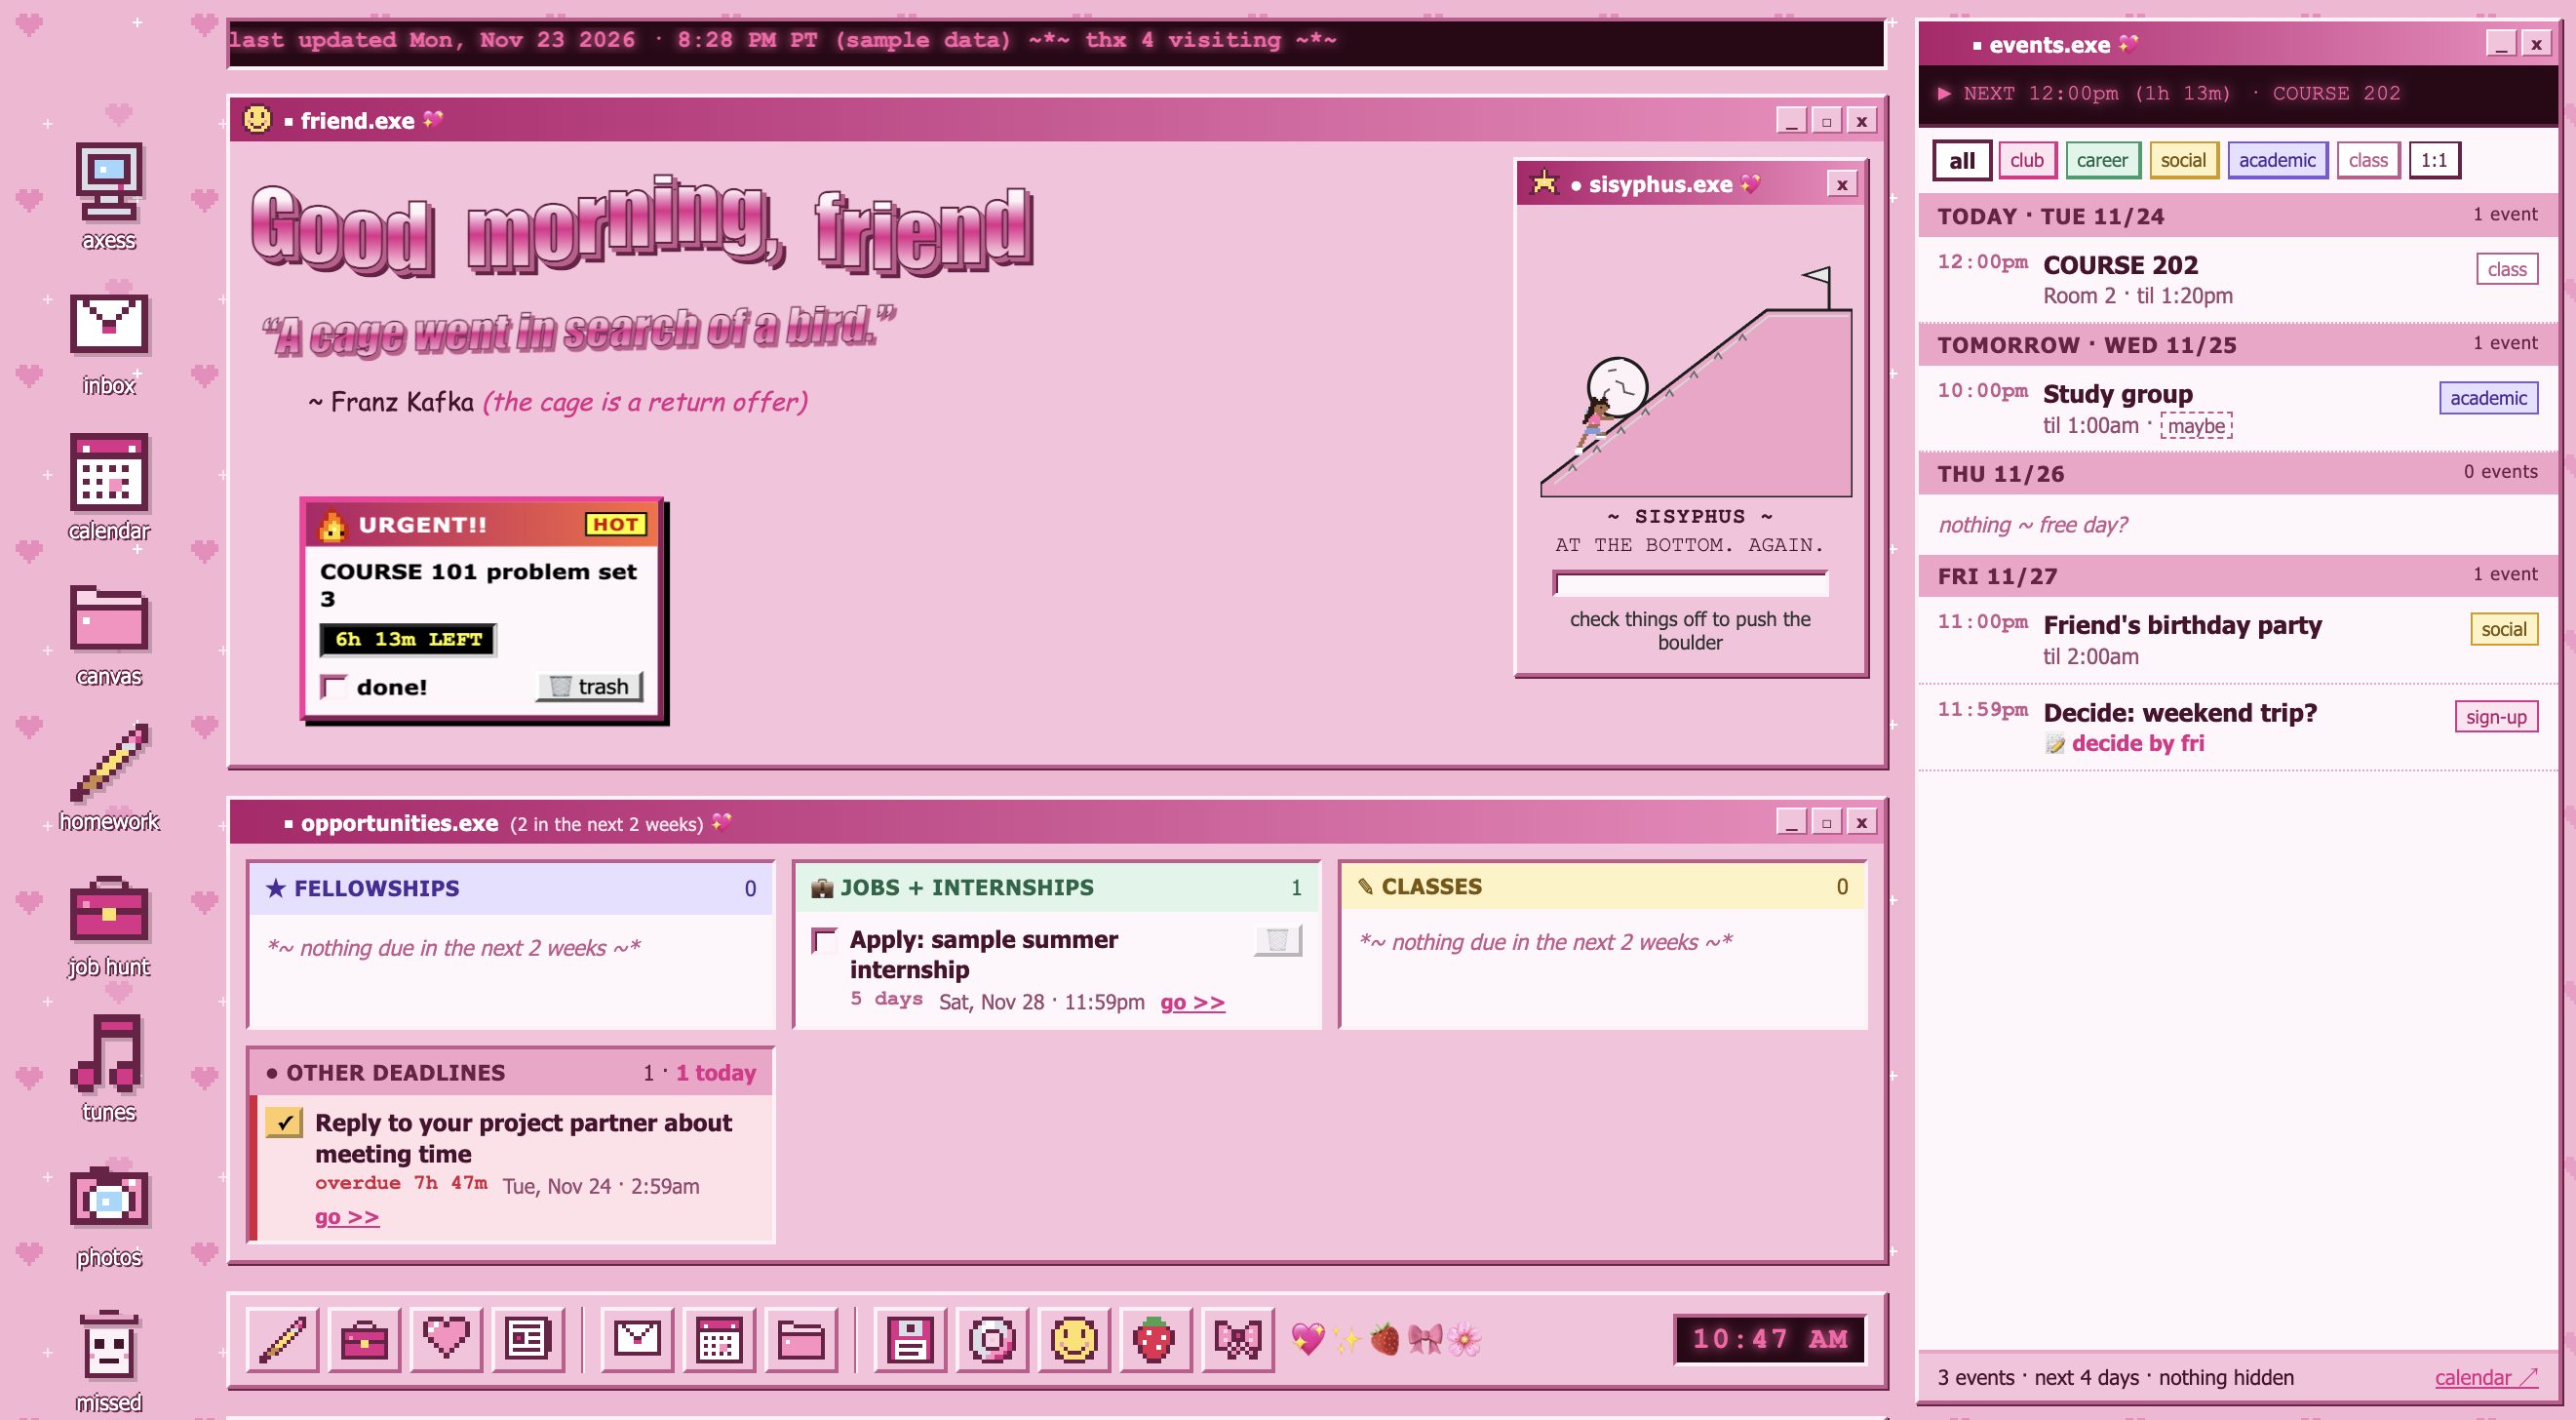 last updated Mon, Nov 23 2026 · 8:28 PM PT (sample data) ~*~ thx 4 visiting ~*~
axess
inbox
calendar
canvas
homework
job hunt
tunes
photos
missed
▪ friend.exe 💖
_ □ x
Good morning, friend
“A cage went in search of a bird.”
~ Franz Kafka (the cage is a return offer)
URGENT!! HOT
COURSE 101 problem set
3
6h 13m LEFT
done! 🗑 trash
• sisyphus.exe 💖 x
~ SISYPHUS ~
AT THE BOTTOM. AGAIN.
check things off to push the
boulder
▪ opportunities.exe (2 in the next 2 weeks) 💖
_ □ x
★ FELLOWSHIPS 0
*~ nothing due in the next 2 weeks ~*
💼 JOBS + INTERNSHIPS 1
Apply: sample summer
internship
5 days Sat, Nov 28 · 11:59pm go >>
✎ CLASSES 0
*~ nothing due in the next 2 weeks ~*
● OTHER DEADLINES 1 · 1 today
✓ Reply to your project partner about
meeting time
overdue 7h 47m Tue, Nov 24 · 2:59am
go >>
10:47 AM
▪ events.exe 💖 _ x
▶ NEXT 12:00pm (1h 13m) · COURSE 202
all club career social academic class 1:1
TODAY · TUE 11/24 1 event
12:00pm COURSE 202 class
Room 2 · til 1:20pm
TOMORROW · WED 11/25 1 event
10:00pm Study group academic
til 1:00am · maybe
THU 11/26 0 events
nothing ~ free day?
FRI 11/27 1 event
11:00pm Friend's birthday party social
til 2:00am
11:59pm Decide: weekend trip? sign-up
📝 decide by fri
3 events · next 4 days · nothing hidden calendar ↗